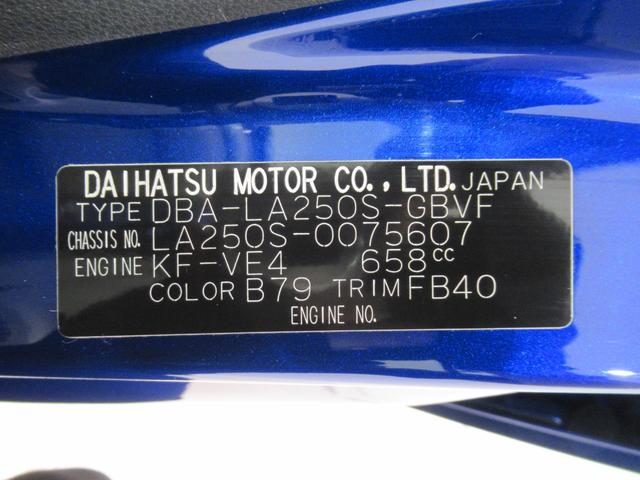 DAIHATSU MOTOR CO., LTD. JAPAN
TYPE DBA-LA250S-GBVF
CHASSIS NO. LA250S-0075607
ENGINE KF-VE4 658cc
COLOR B79 TRIM FB40
ENGINE NO.